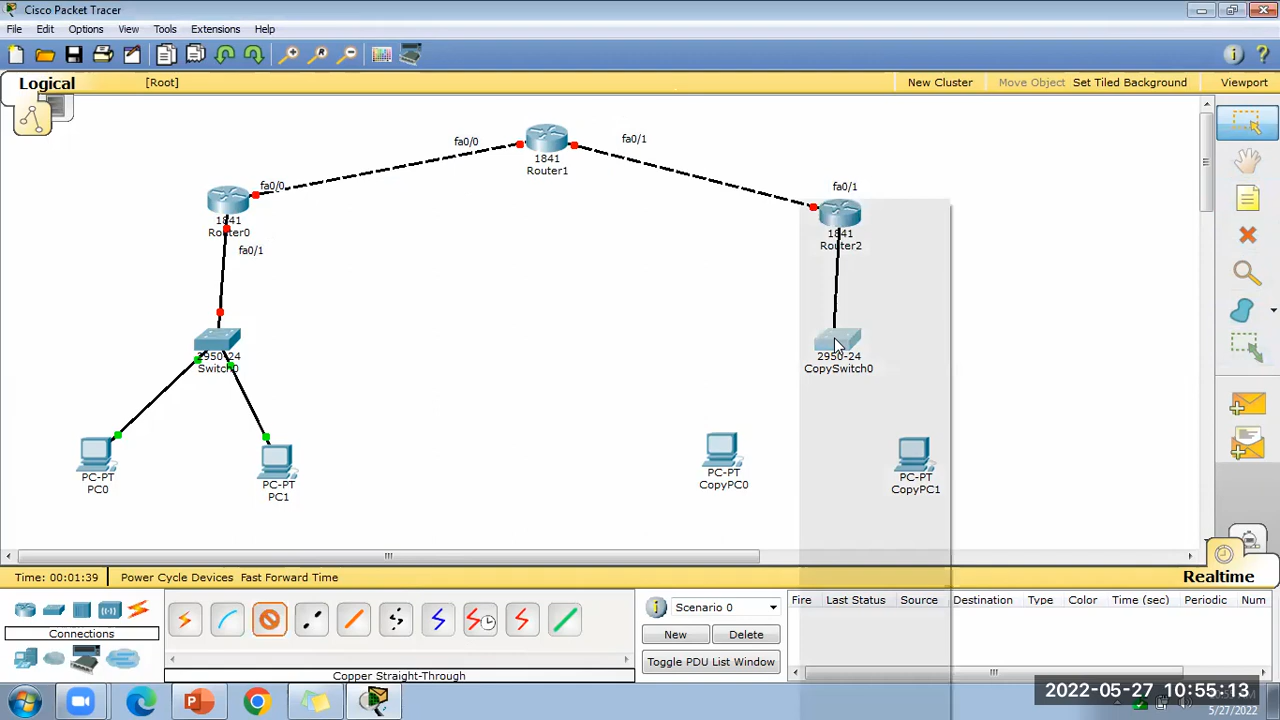 Cisco Packet Tracer
File Edit Options View Tools Extensions Help
Logical [Root] New Cluster Move Object Set Tiled Background Viewport
fa0/0
fa0/1
1841
Router1
fa0/0
fa0/1
1841
Router0
1841
Router2
fa0/1
2950-24
Switch0
2950-24
CopySwitch0
PC-PT
PC0
PC-PT
PC1
PC-PT
CopyPC0
PC-PT
CopyPC1
Time: 00:01:39 Power Cycle Devices Fast Forward Time Realtime
Scenario 0
Fire Last Status Source Destination Type Color Time (sec) Periodic Num
Connections
New Delete
Toggle PDU List Window
Copper Straight-Through
2022-05-27 10:55:13
5/27/2022